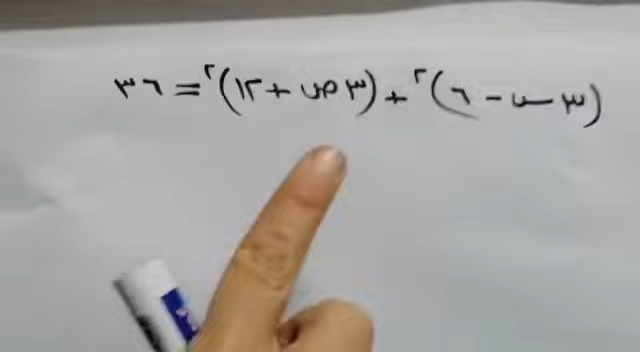 (٣س - ٦)٢ + (٣ص + ١٢)٢ = ٣٦